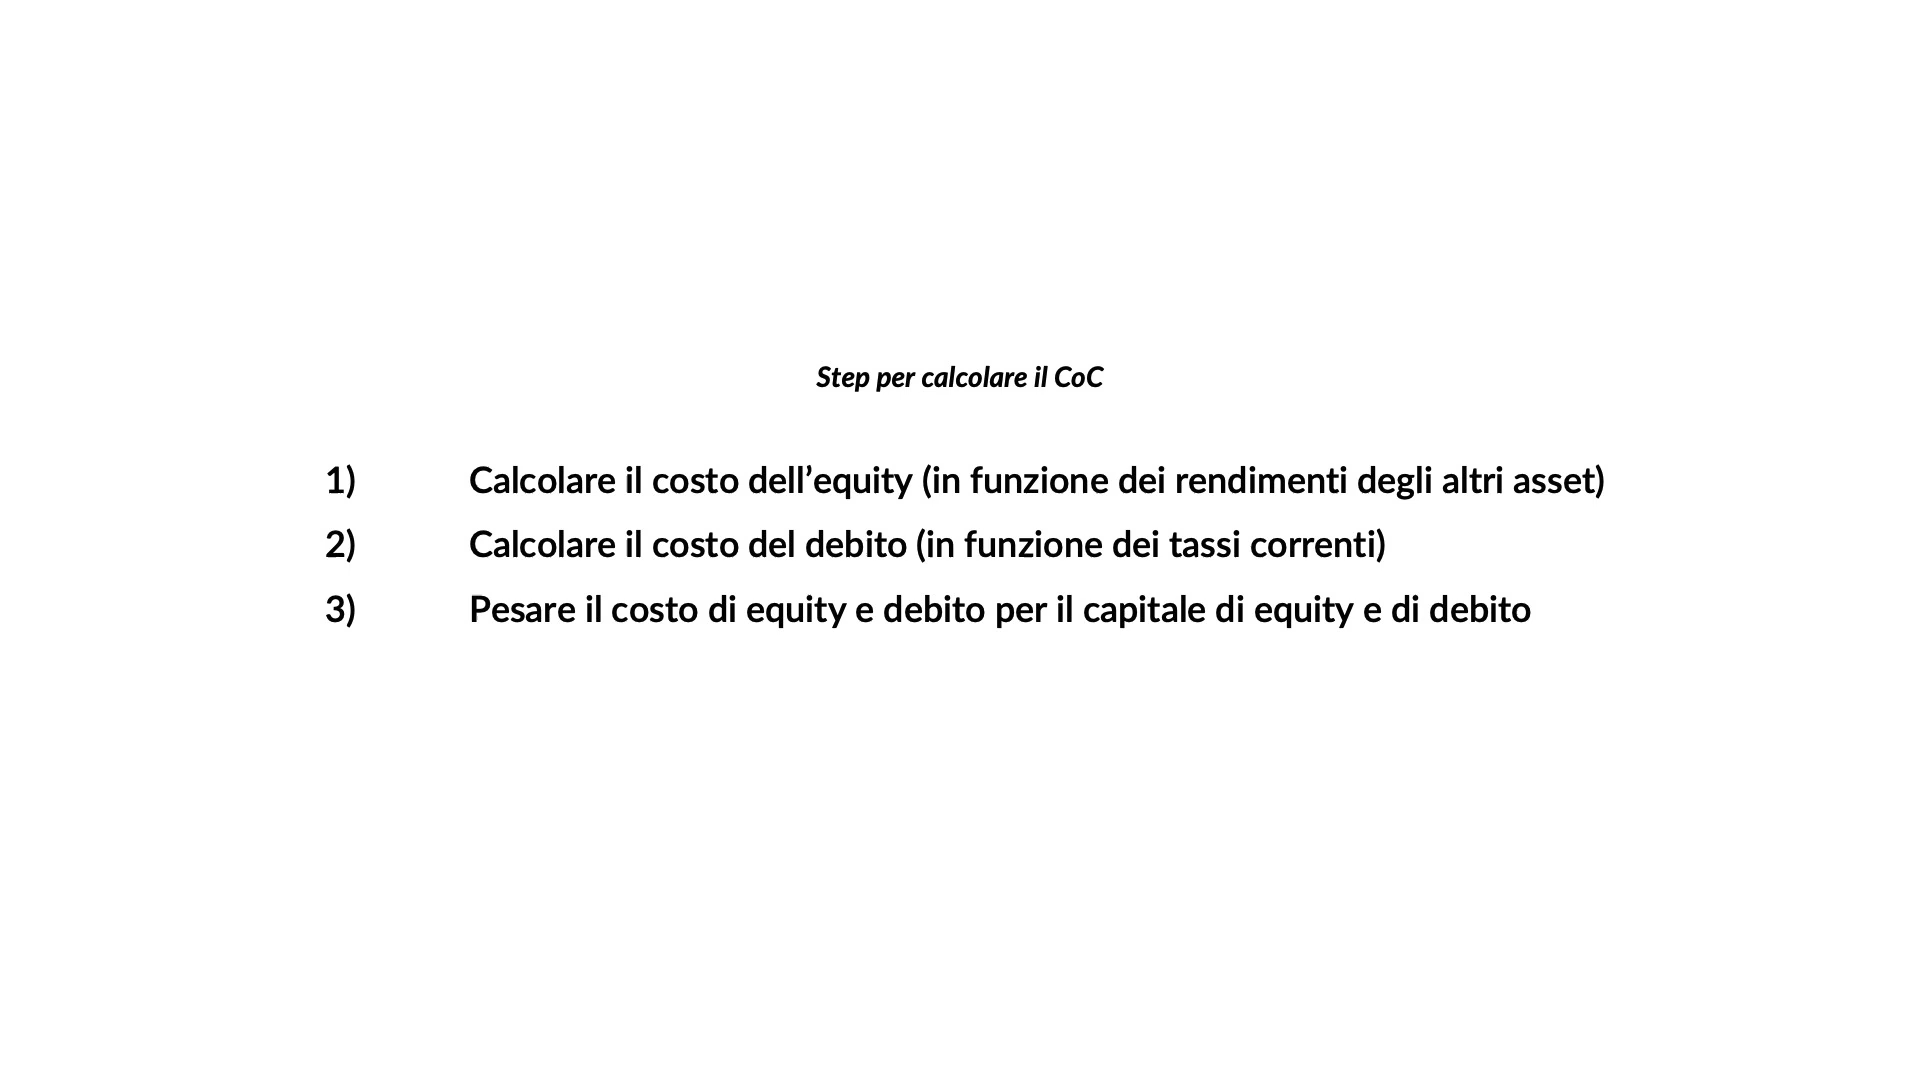 Step per calcolare il CoC
1) Calcolare il costo dell’equity (in funzione dei rendimenti degli altri asset)
2) Calcolare il costo del debito (in funzione dei tassi correnti)
3) Pesare il costo di equity e debito per il capitale di equity e di debito